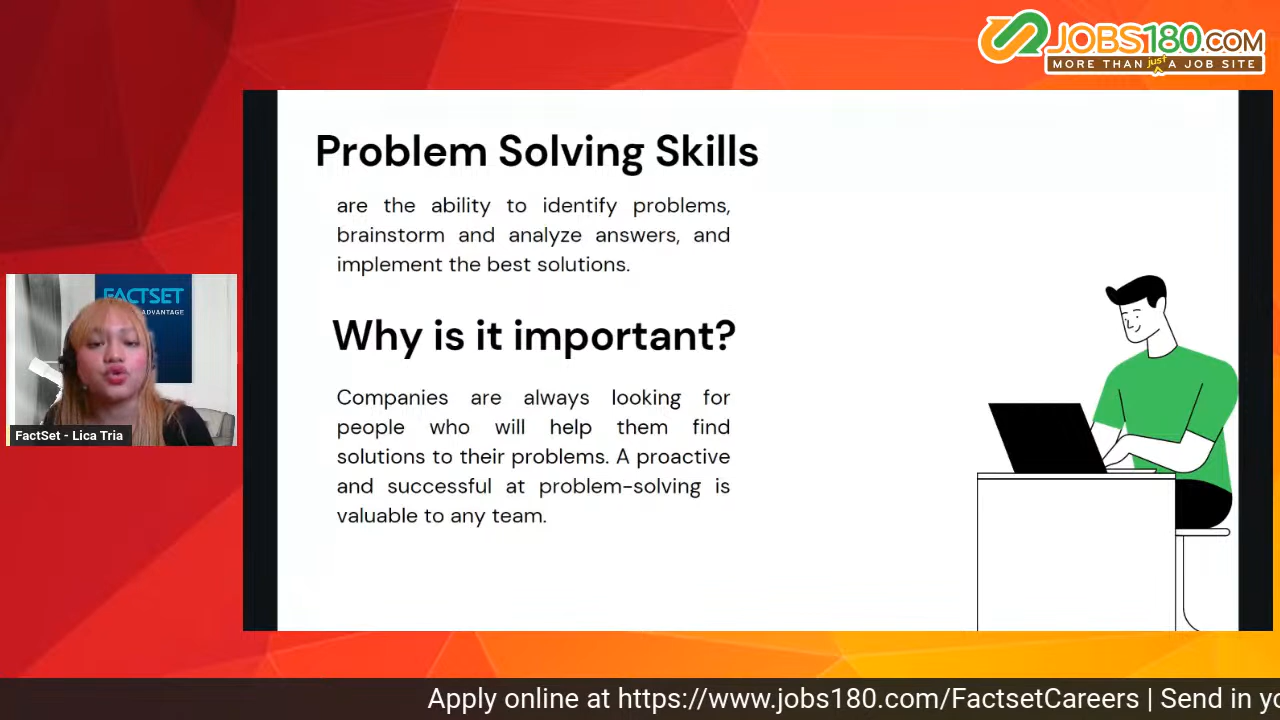 JOBS180.COM
MORE THAN just A JOB SITE
Problem Solving Skills
are the ability to identify problems,
brainstorm and analyze answers, and
implement the best solutions.
Why is it important?
Companies are always looking for
people who will help them find
solutions to their problems. A proactive
and successful at problem-solving is
valuable to any team.
FACTSET
ADVANTAGE
FactSet - Lica Tria
Apply online at https://www.jobs180.com/FactsetCareers | Send in